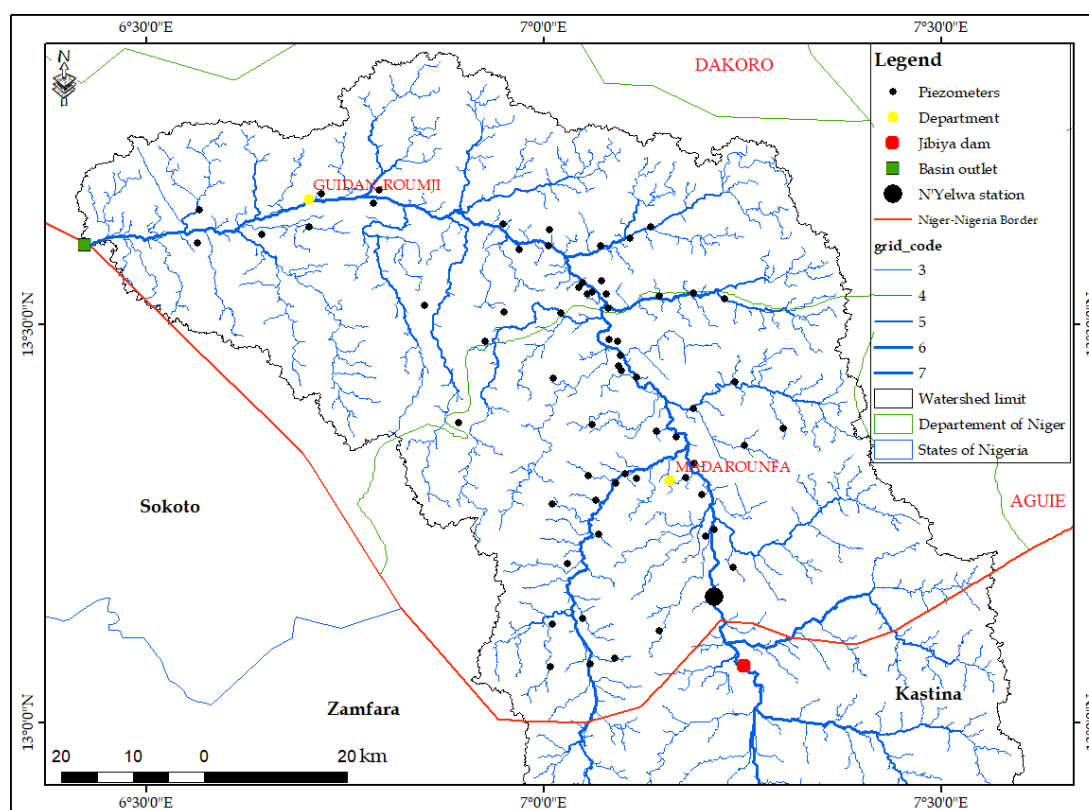 6°30'0"E 7°0'0"E 7°30'0"E
N
DAKORO
Legend
Piezometers
Department
Jibiya dam
Basin outlet
N'Yelwa station
Niger-Nigeria Border
grid_code
3
4
5
6
7
Watershed limit
Departement of Niger
States of Nigeria
GUIDAN_ROUMJI
13°30'0"N
MADAROUNFA
AGUIE
Sokoto
Zamfara
Kastina
13°0'0"N
20 10 0 20 km
6°30'0"E 7°0'0"E 7°30'0"E